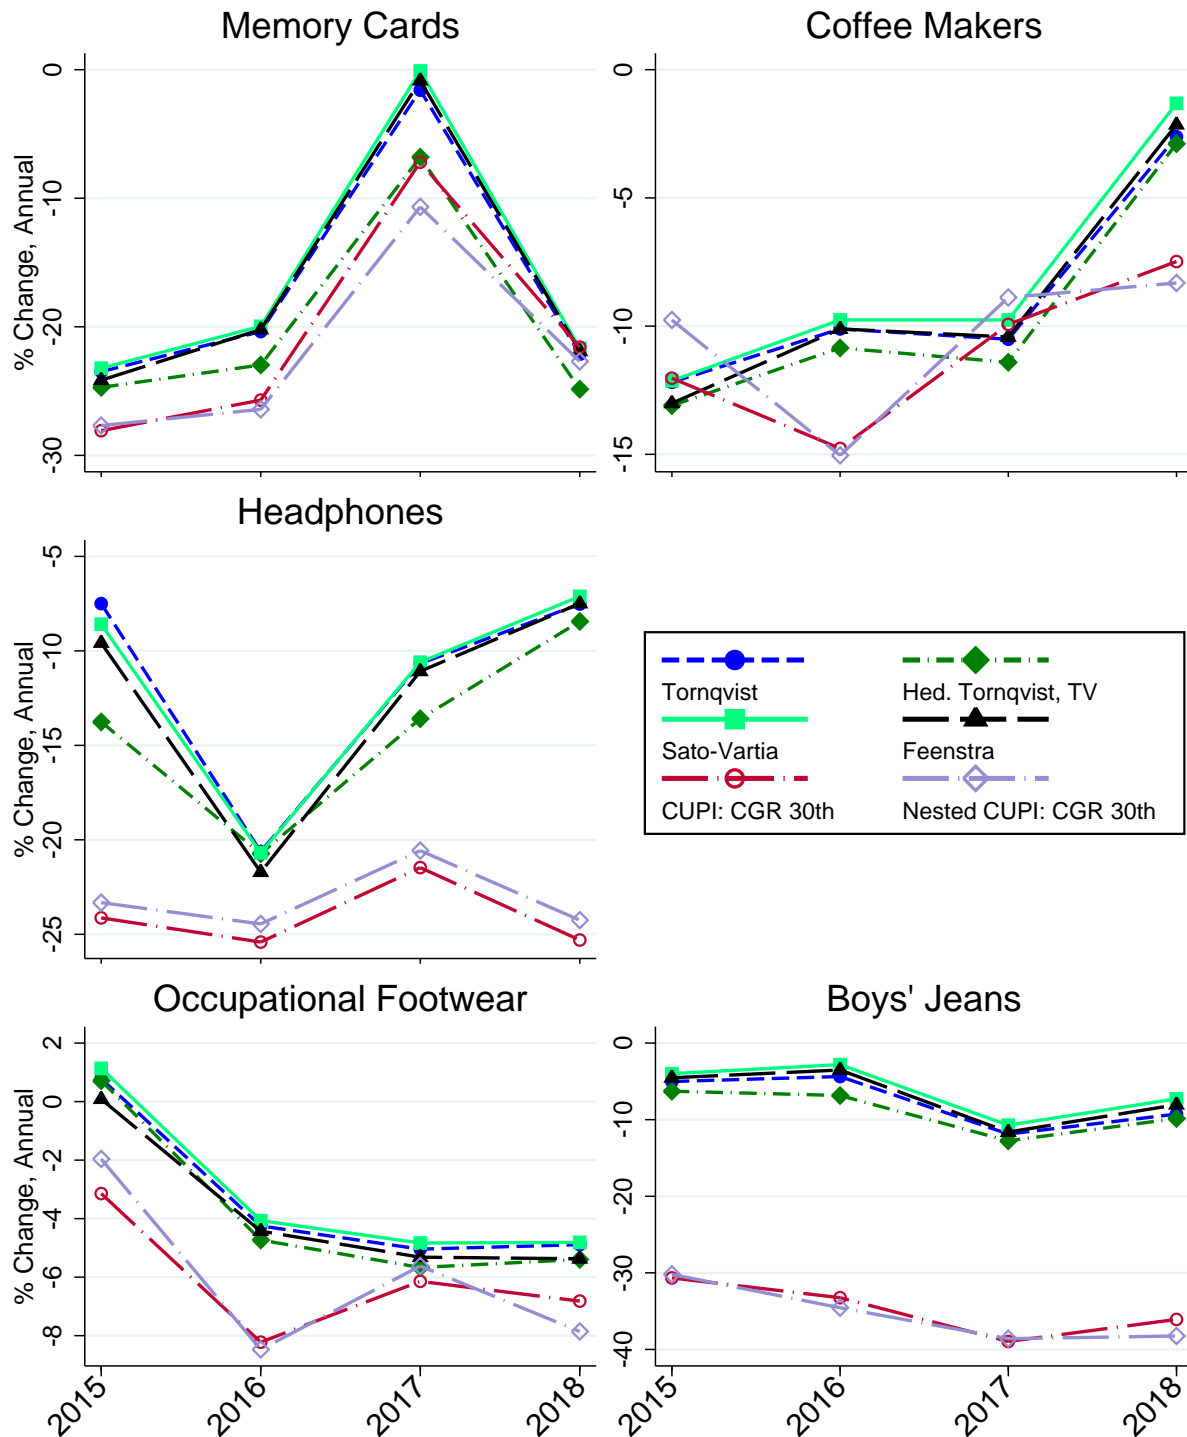 Memory Cards
% Change, Annual
0
-10
-20
-30
Coffee Makers
0
-5
-10
-15
Headphones
% Change, Annual
-5
-10
-15
-20
-25
Tornqvist
Hed. Tornqvist, TV
Sato-Vartia
Feenstra
CUPI: CGR 30th
Nested CUPI: CGR 30th
Occupational Footwear
% Change, Annual
2
0
-2
-4
-6
-8
2015
2016
2017
2018
Boys' Jeans
0
-10
-20
-30
-40
2015
2016
2017
2018